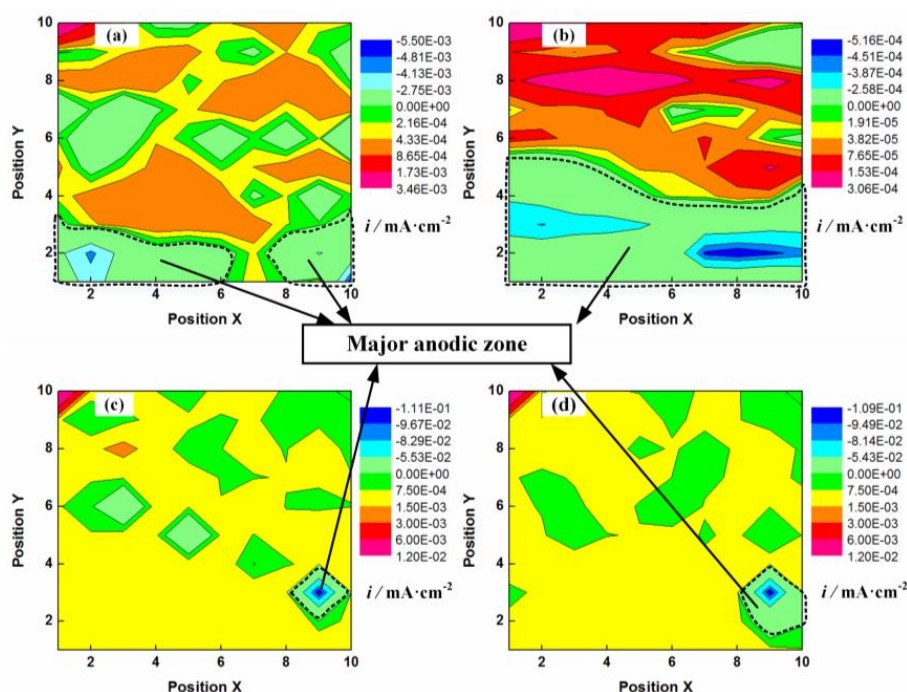 (a)
10
8
6
4
2
Position Y
2 4 6 8 10
Position X
-5.50E-03
-4.81E-03
-4.13E-03
-2.75E-03
0.00E+00
2.16E-04
4.33E-04
8.65E-04
1.73E-03
3.46E-03
i / mA·cm-2
(b)
10
8
6
4
2
Position Y
2 4 6 8 10
Position X
-5.16E-04
-4.51E-04
-3.87E-04
-2.58E-04
0.00E+00
1.91E-05
3.82E-05
7.65E-05
1.53E-04
3.06E-04
i / mA·cm-2
Major anodic zone
(c)
10
8
6
4
2
Position Y
2 4 6 8 10
Position X
-1.11E-01
-9.67E-02
-8.29E-02
-5.53E-02
0.00E+00
7.50E-04
1.50E-03
3.00E-03
6.00E-03
1.20E-02
i / mA·cm-2
(d)
10
8
6
4
2
Position Y
2 4 6 8 10
Position X
-1.09E-01
-9.49E-02
-8.14E-02
-5.43E-02
0.00E+00
7.50E-04
1.50E-03
3.00E-03
6.00E-03
1.20E-02
i / mA·cm-2